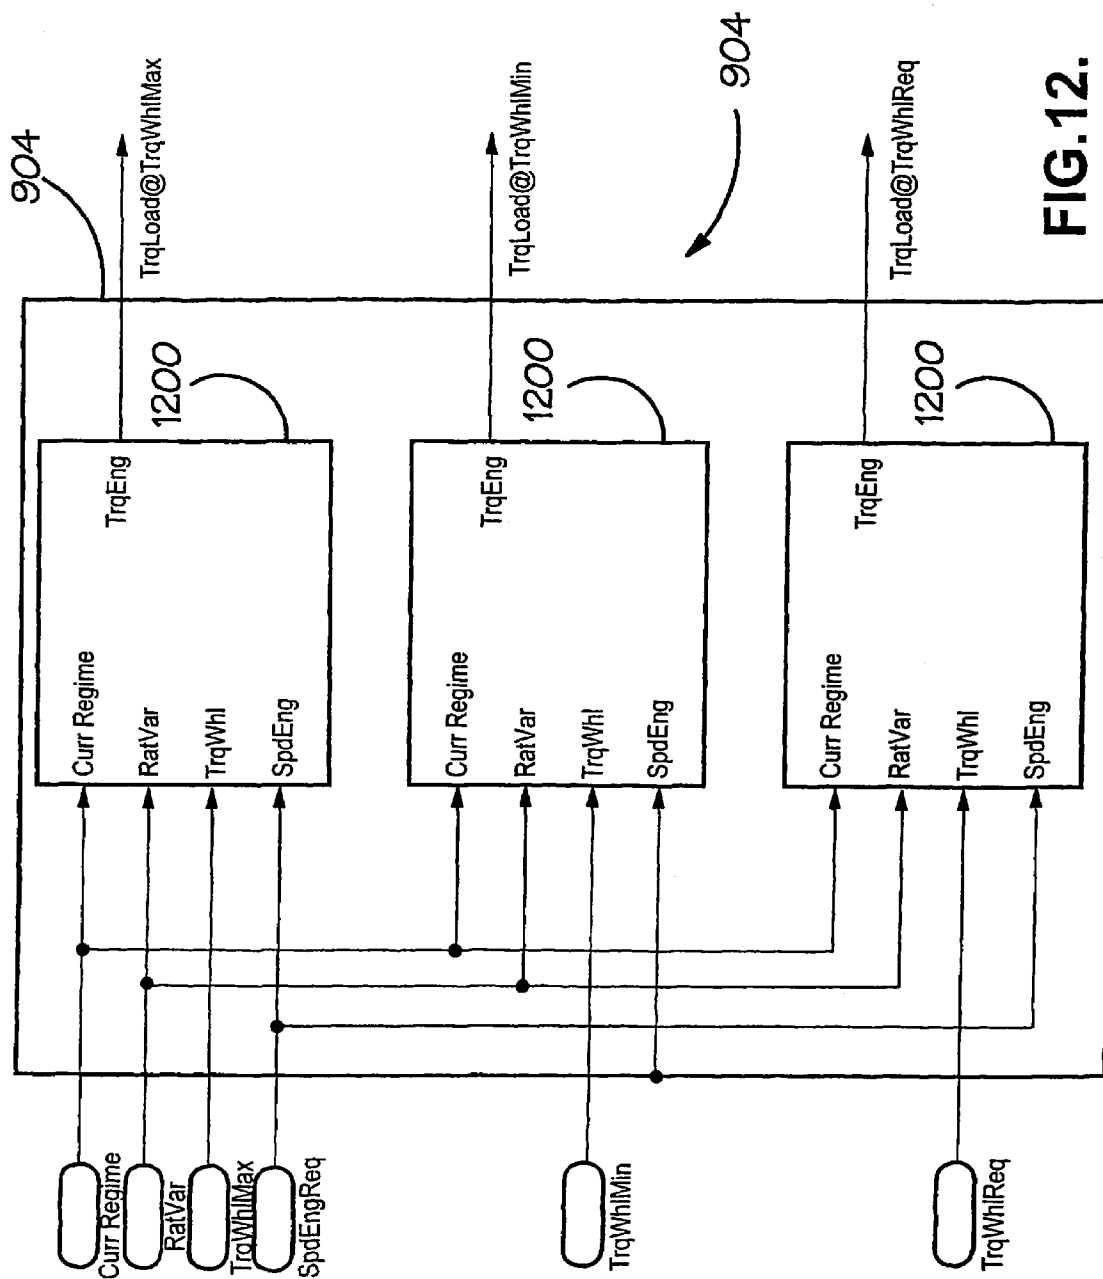 904
TrqLoad@TrqWhlMax
TrqLoad@TrqWhlMin
904
TrqLoad@TrqWhlReq
FIG.12.
1200
TrqEng
Curr Regime
RatVar
TrqWhl
SpdEng
1200
TrqEng
Curr Regime
RatVar
TrqWhl
SpdEng
1200
TrqEng
Curr Regime
RatVar
TrqWhl
SpdEng
Curr Regime
RatVar
TrqWhlMax
SpdEngReq
TrqWhlMin
TrqWhlReq